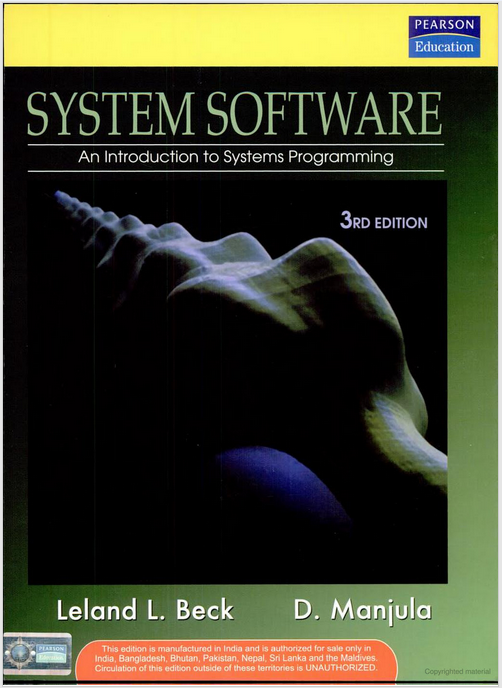 PEARSON
Education
SYSTEM SOFTWARE
An Introduction to Systems Programming
3RD EDITION
Leland L. Beck
D. Manjula
PEARSON
Education
This edition is manufactured in India and is authorized for sale only in
India, Bangladesh, Bhutan, Pakistan, Nepal, Sri Lanka and the Maldives.
Circulation of this edition outside of these territories is UNAUTHORIZED.
Copyrighted material